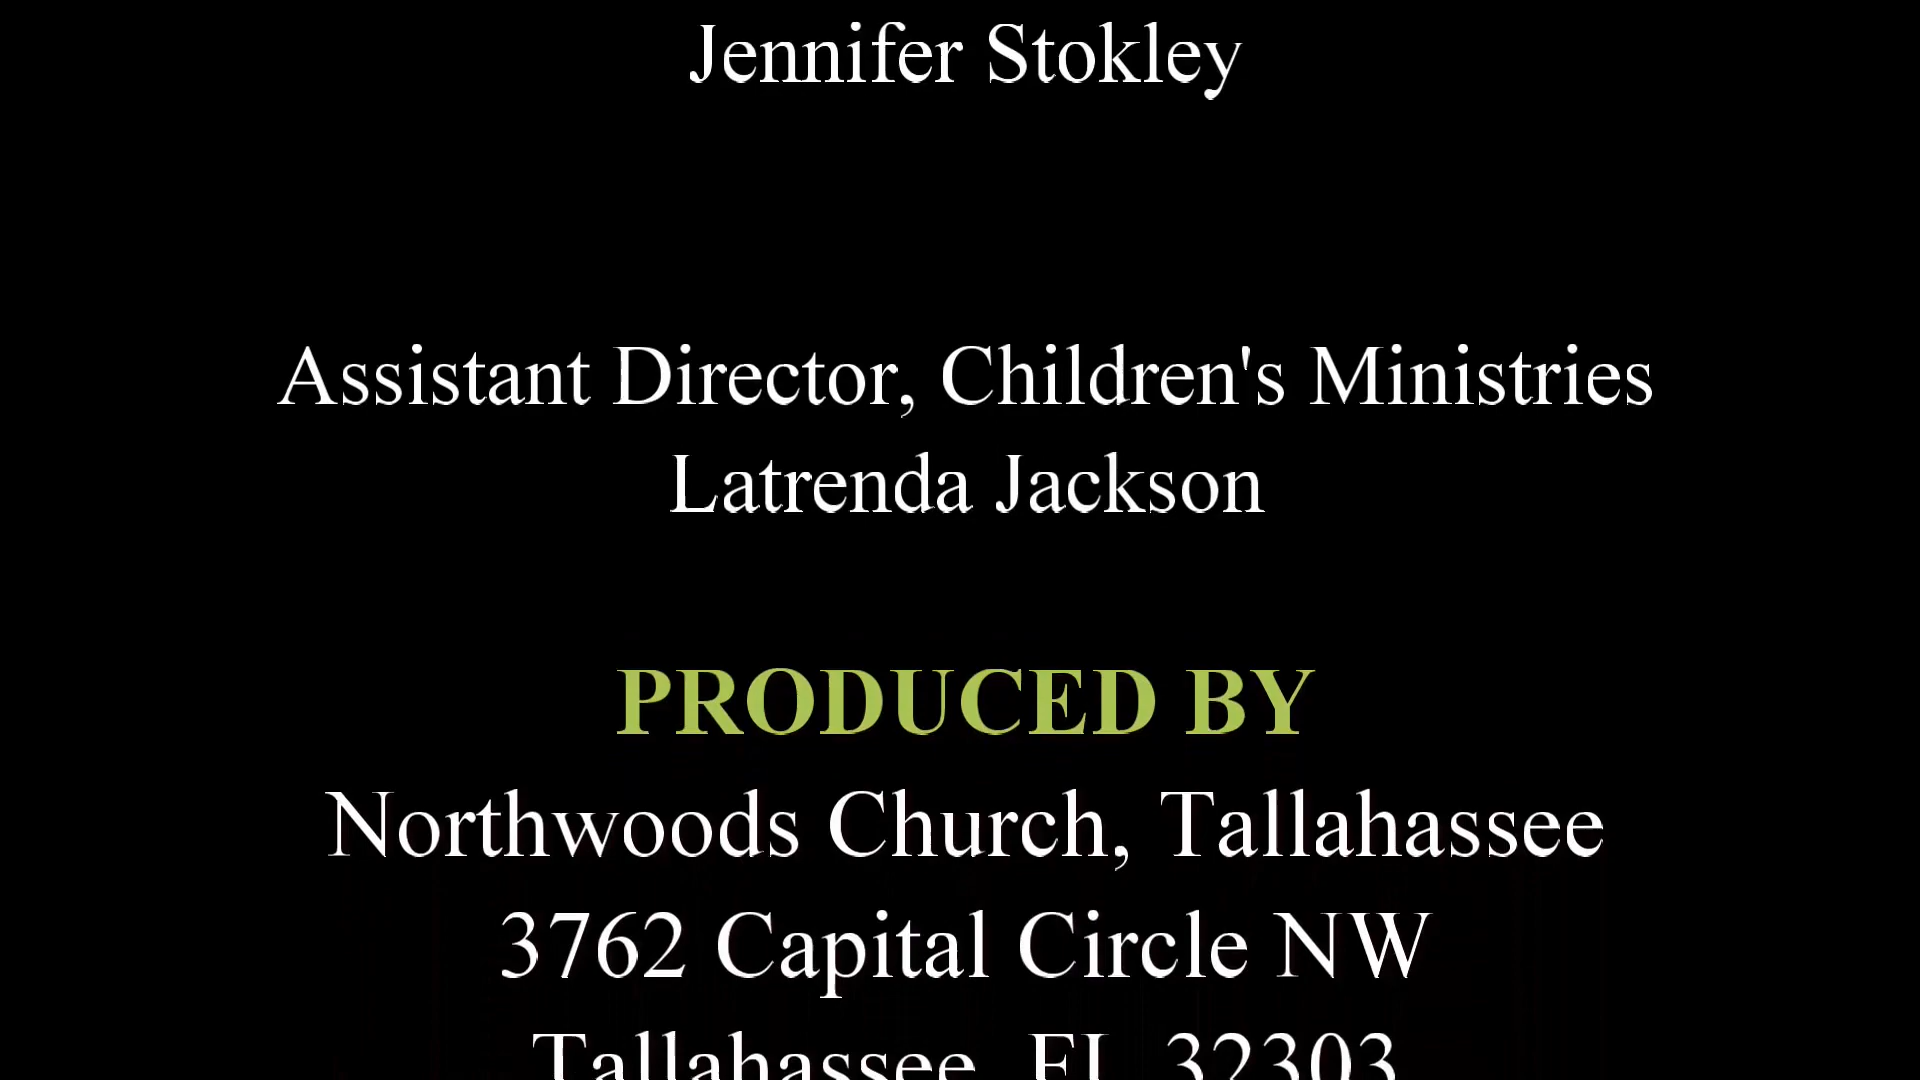 Jennifer Stokley
Assistant Director, Children's Ministries
Latrenda Jackson
PRODUCED BY
Northwoods Church, Tallahassee
3762 Capital Circle NW
Tallahassee, FL 32303